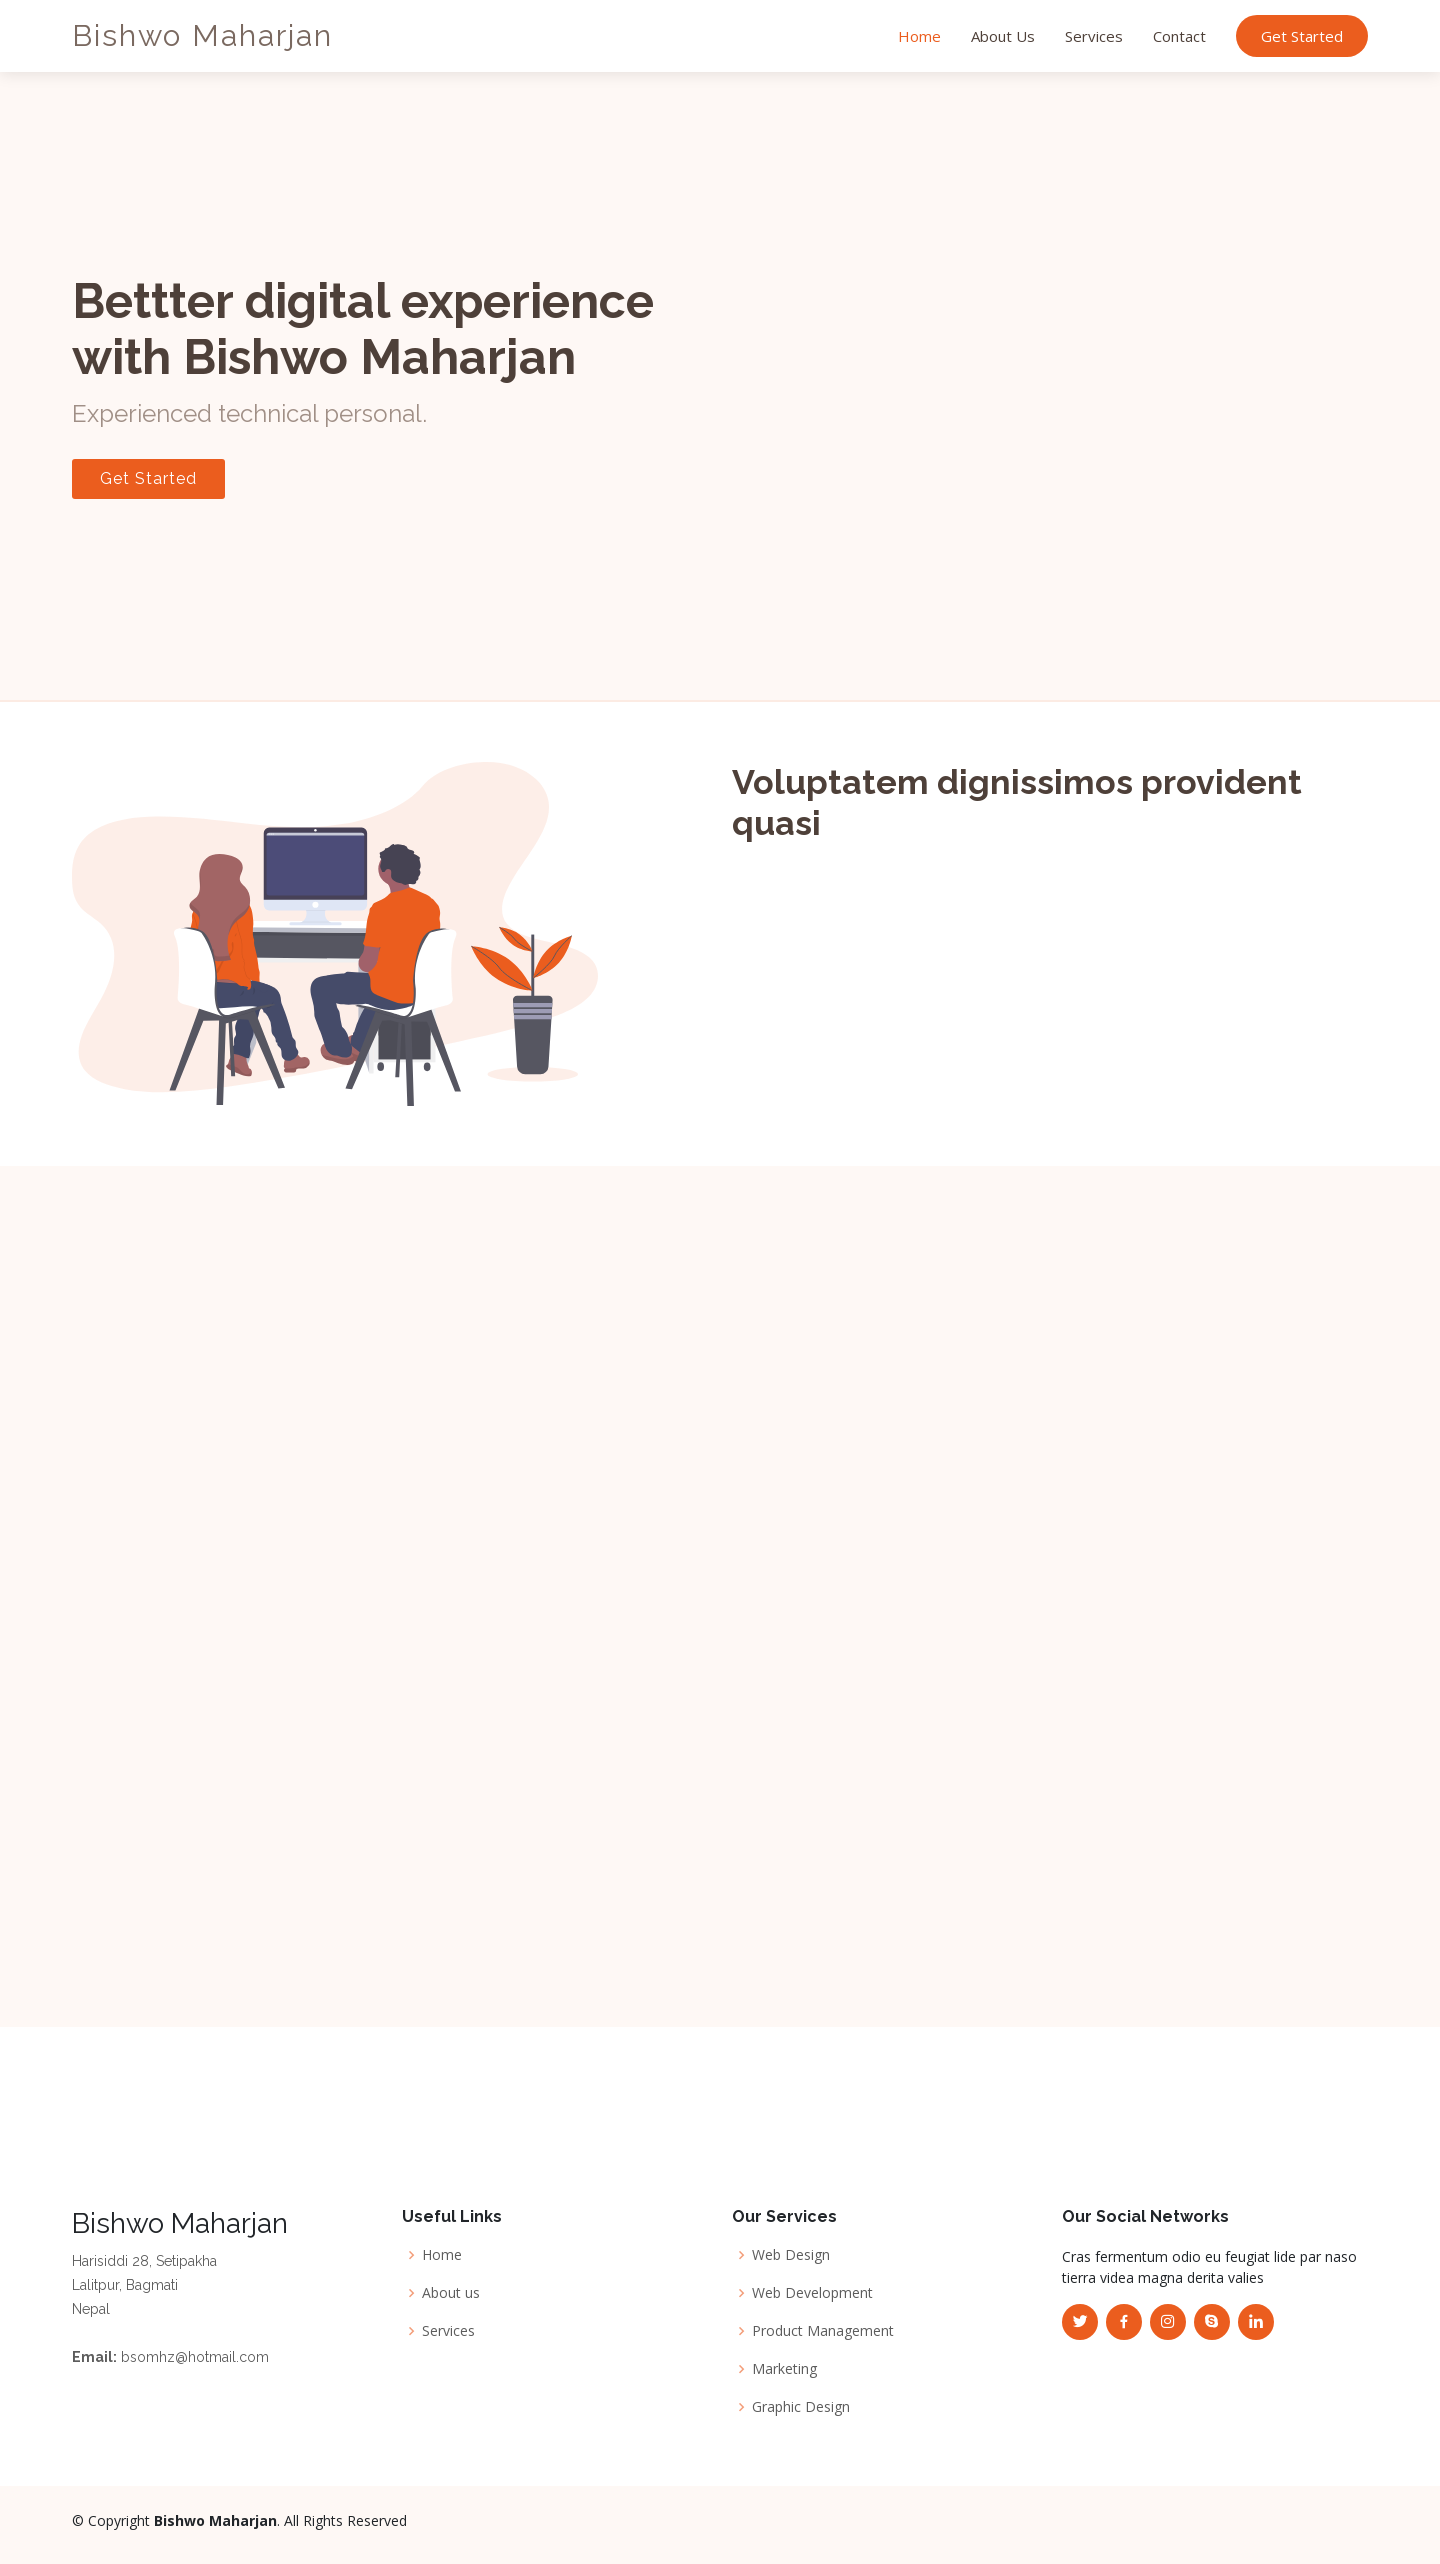 Bishwo Maharjan
Home
About Us
Services
Contact
Get Started
Bettter digital experience
with Bishwo Maharjan
Experienced technical personal.
Get Started
Voluptatem dignissimos provident
quasi
Bishwo Maharjan
Harisiddi 28, Setipakha
Lalitpur, Bagmati
Nepal
Email: bsomhz@hotmail.com
Useful Links
Home
About us
Services
Our Services
Web Design
Web Development
Product Management
Marketing
Graphic Design
Our Social Networks
Cras fermentum odio eu feugiat lide par naso
tierra videa magna derita valies
© Copyright Bishwo Maharjan. All Rights Reserved